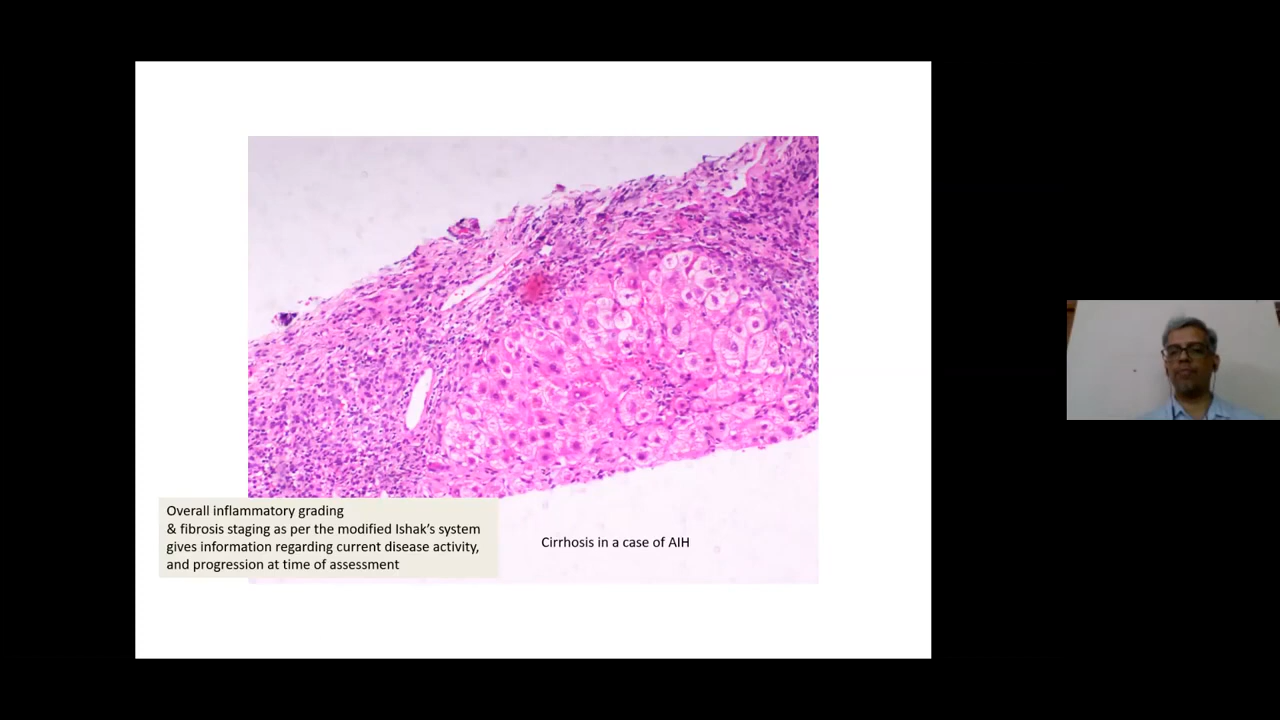 Overall inflammatory grading
& fibrosis staging as per the modified Ishak's system
gives information regarding current disease activity,
and progression at time of assessment
Cirrhosis in a case of AIH